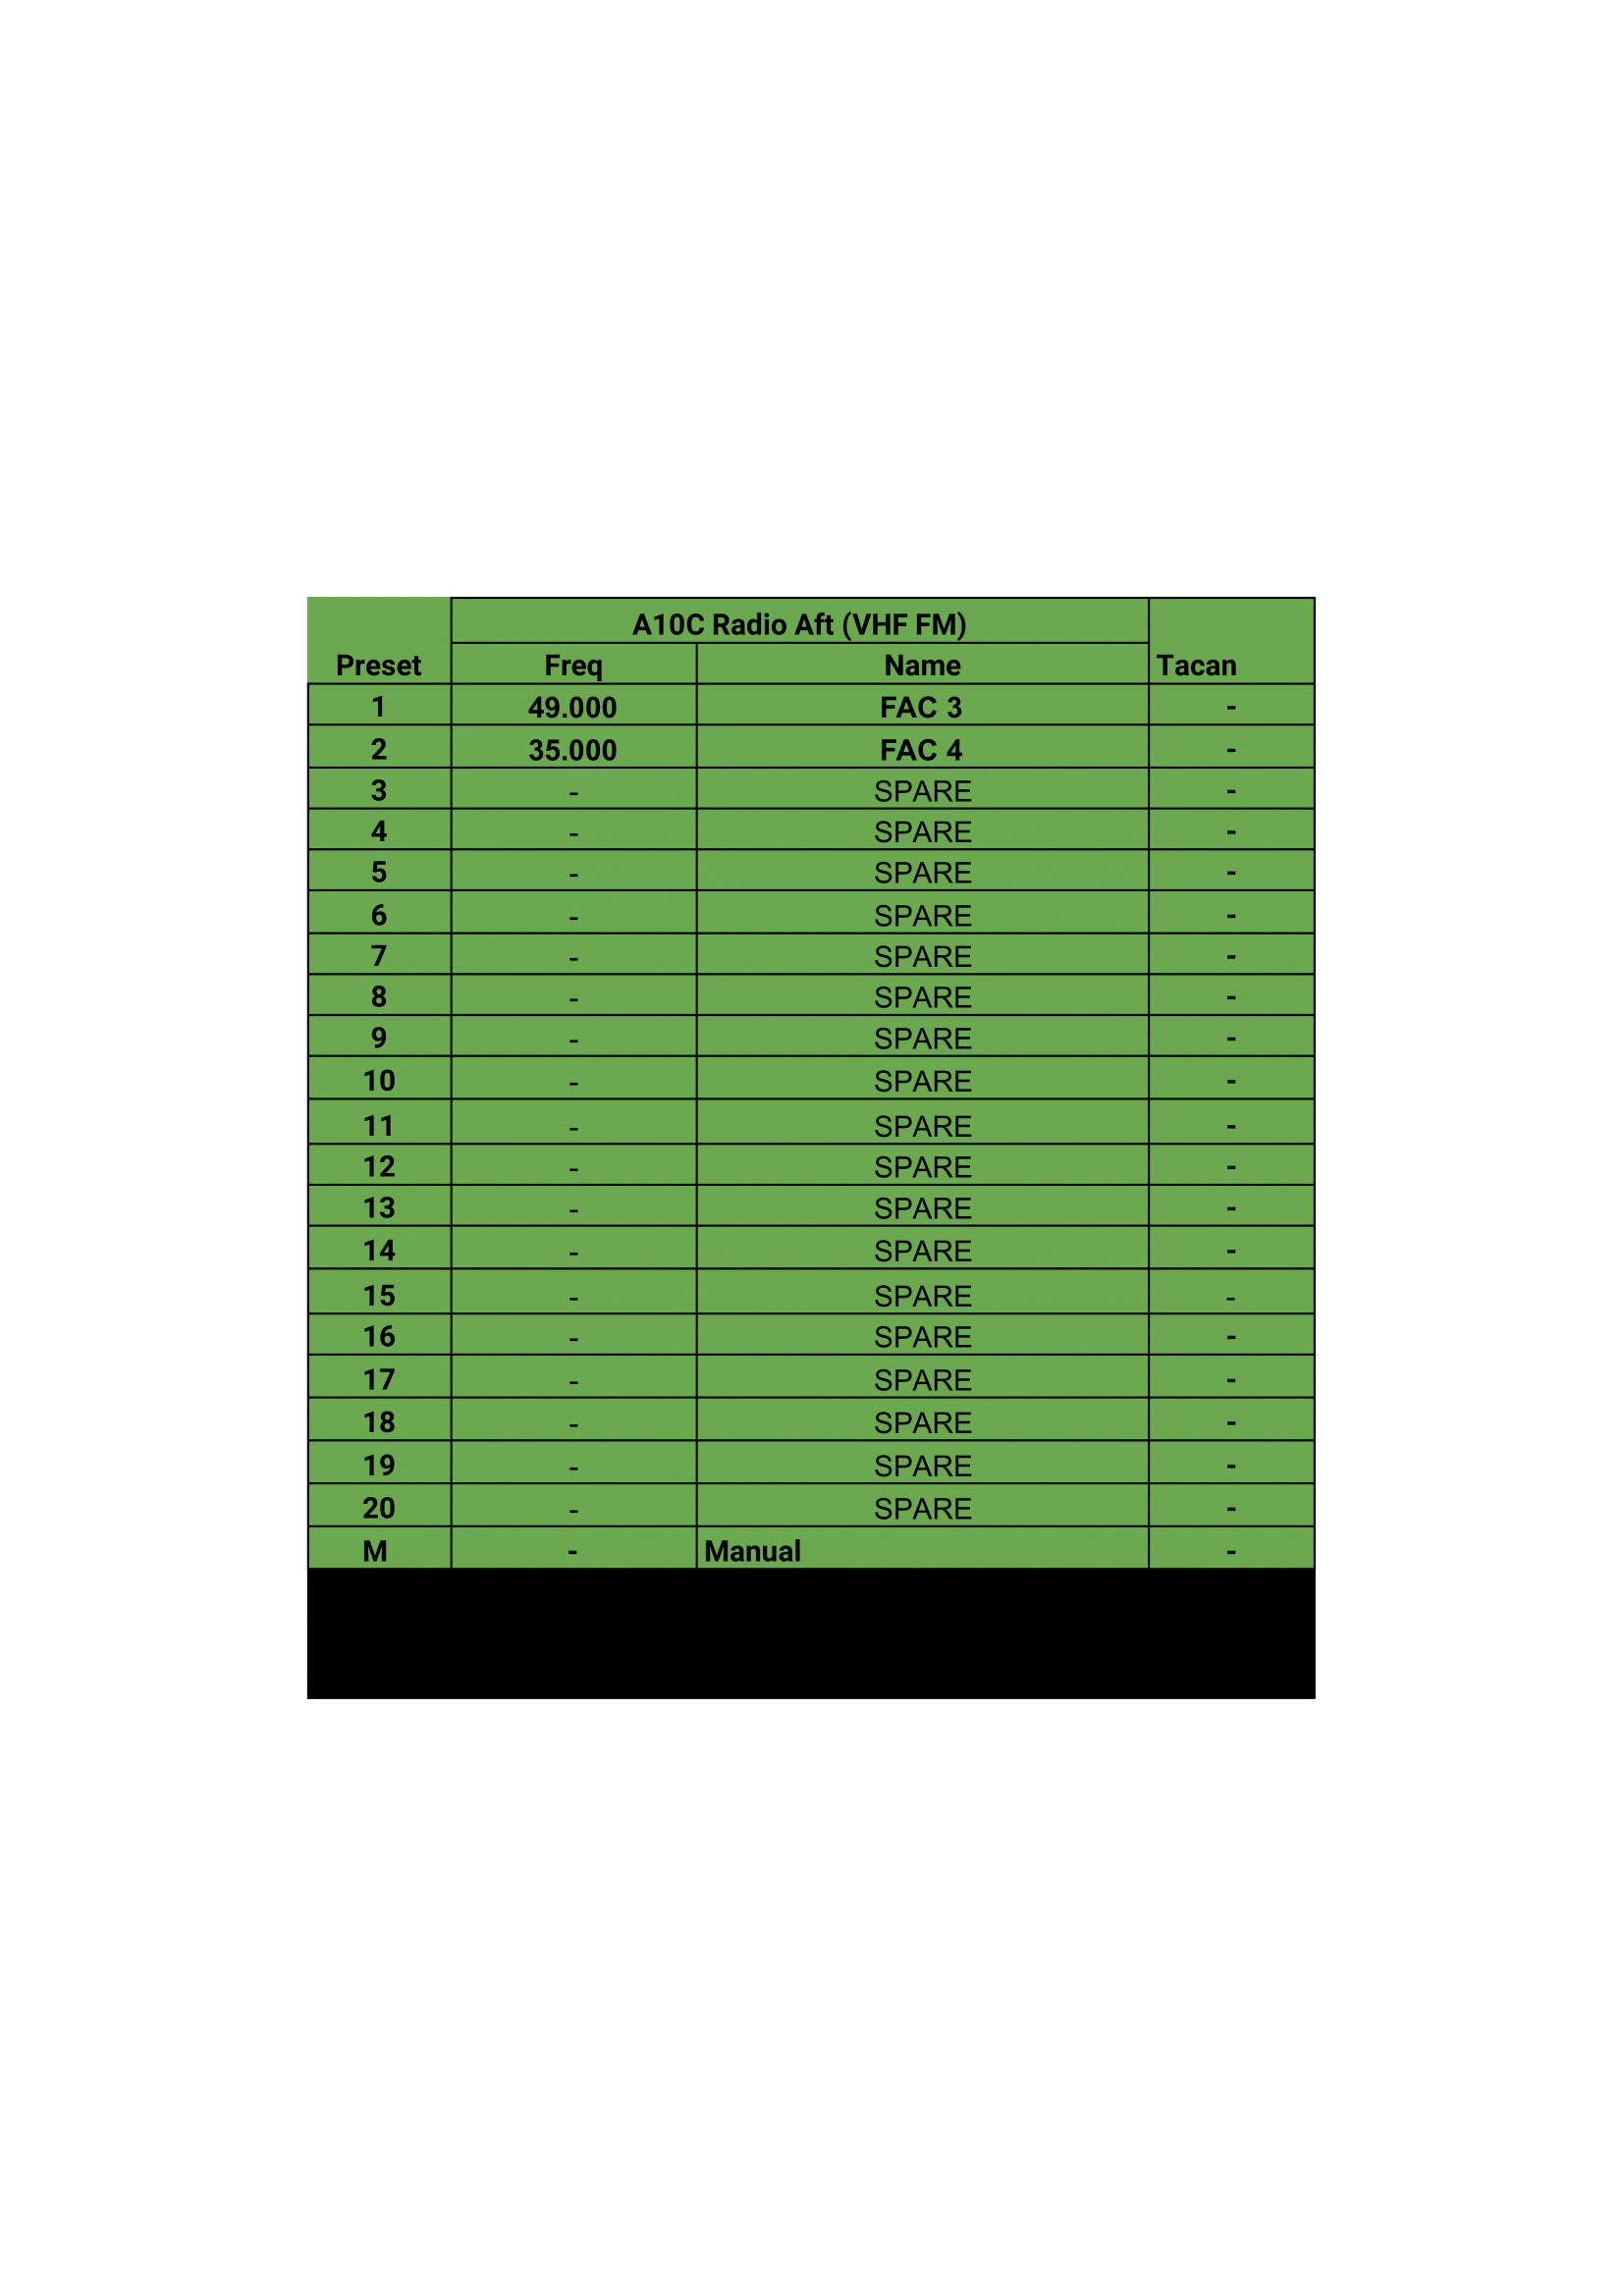 A10C Radio Aft (VHF FM)
Preset Freq Name Tacan
1 49.000 FAC 3 -
2 35.000 FAC 4 -
3 - SPARE -
4 - SPARE -
5 - SPARE -
6 - SPARE -
7 - SPARE -
8 - SPARE -
9 - SPARE -
10 - SPARE -
11 - SPARE -
12 - SPARE -
13 - SPARE -
14 - SPARE -
15 - SPARE -
16 - SPARE -
17 - SPARE -
18 - SPARE -
19 - SPARE -
20 - SPARE -
M - Manual -